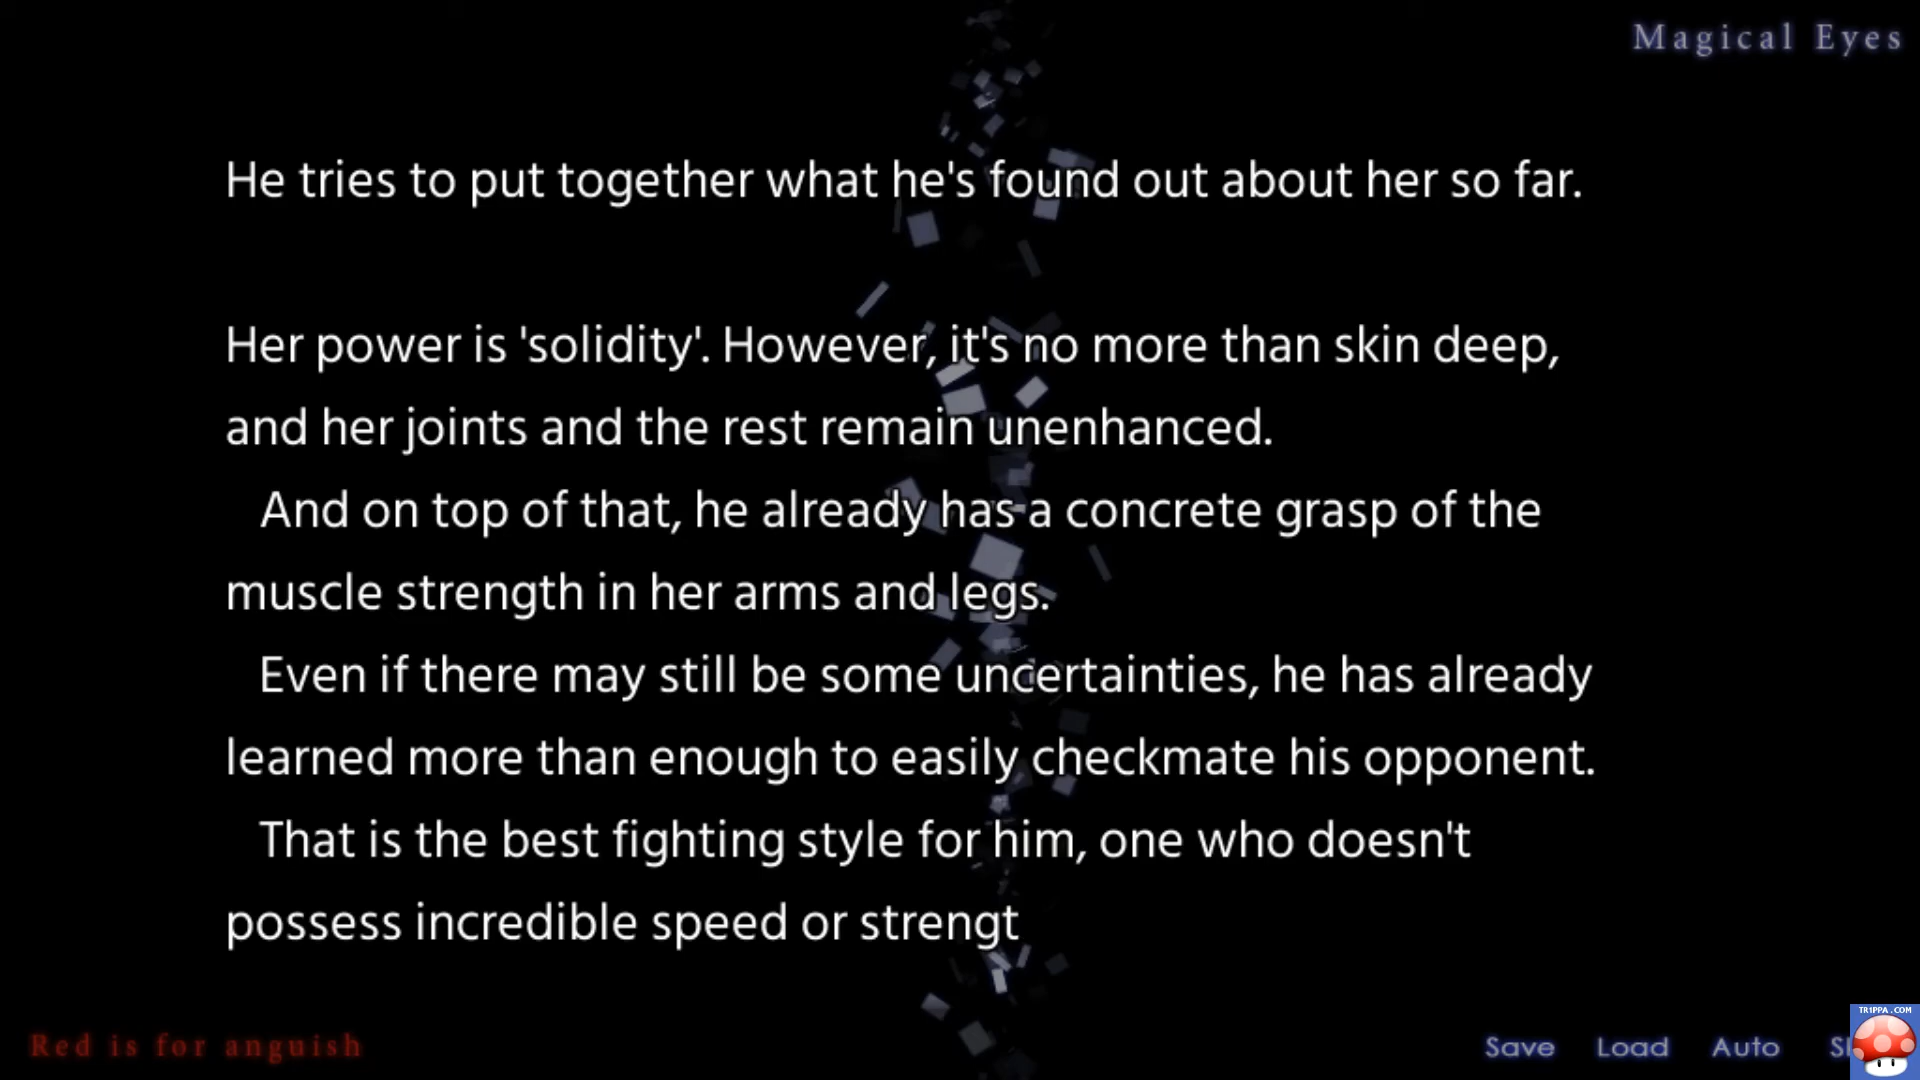 Magical Eyes
He tries to put together what he's found out about her so far.
Her power is 'solidity'. However, it's no more than skin deep,
and her joints and the rest remain unenhanced.
And on top of that, he already has a concrete grasp of the
muscle strength in her arms and legs.
Even if there may still be some uncertainties, he has already
learned more than enough to easily checkmate his opponent.
That is the best fighting style for him, one who doesn't
possess incredible speed or strengt
Red is for anguish
Save Load Auto
TR1PPA.COM